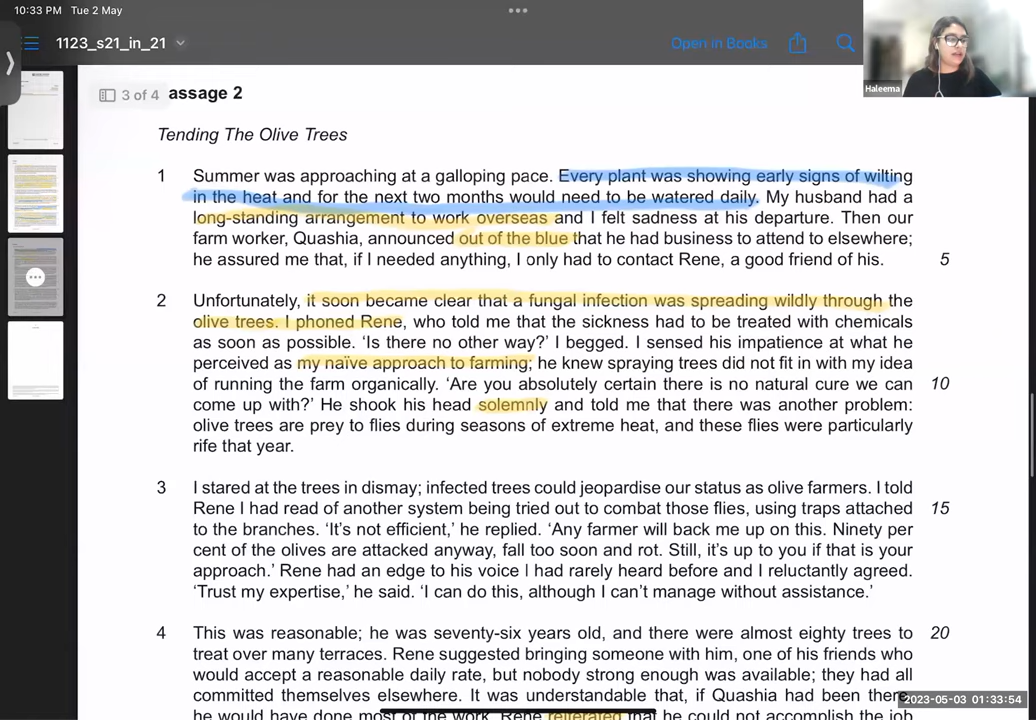 10:33 PM Tue 2 May
1123_s21_in_21
Open in Books
Haleema
3 of 4
assage 2
Tending The Olive Trees
1 Summer was approaching at a galloping pace. Every plant was showing early signs of wilting
in the heat and for the next two months would need to be watered daily. My husband had a
long-standing arrangement to work overseas and I felt sadness at his departure. Then our
farm worker, Quashia, announced out of the blue that he had business to attend to elsewhere;
he assured me that, if I needed anything, I only had to contact Rene, a good friend of his. 5
2 Unfortunately, it soon became clear that a fungal infection was spreading wildly through the
olive trees. I phoned Rene, who told me that the sickness had to be treated with chemicals
as soon as possible. ‘Is there no other way?’ I begged. I sensed his impatience at what he
perceived as my naïve approach to farming; he knew spraying trees did not fit in with my idea
of running the farm organically. ‘Are you absolutely certain there is no natural cure we can 10
come up with?’ He shook his head solemnly and told me that there was another problem:
olive trees are prey to flies during seasons of extreme heat, and these flies were particularly
rife that year.
3 I stared at the trees in dismay; infected trees could jeopardise our status as olive farmers. I told
Rene I had read of another system being tried out to combat those flies, using traps attached 15
to the branches. ‘It’s not efficient,’ he replied. ‘Any farmer will back me up on this. Ninety per
cent of the olives are attacked anyway, fall too soon and rot. Still, it’s up to you if that is your
approach.’ Rene had an edge to his voice I had rarely heard before and I reluctantly agreed.
‘Trust my expertise,’ he said. ‘I can do this, although I can’t manage without assistance.’
4 This was reasonable; he was seventy-six years old, and there were almost eighty trees to 20
treat over many terraces. Rene suggested bringing someone with him, one of his friends who
would accept a reasonable daily rate, but nobody strong enough was available; they had all
committed themselves elsewhere. It was understandable that, if Quashia had been there,
2023-05-03 01:33:54
he would have done most of the work. Rene reiterated that he could not accomplish the job